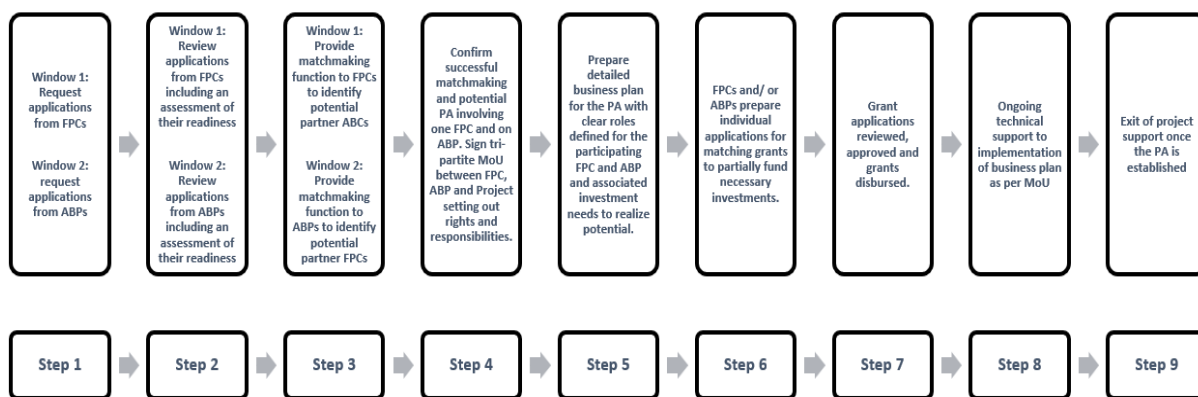 Window 1:
Request
applications
from FPCs
Window 2:
request
applications
from ABPs
Window 1:
Review
applications
from FPCs
including an
assessment of
their readiness
Window 2:
Review
applications
from ABPs
including an
assessment of
their readiness
Window 1:
Provide
matchmaking
function to FPCs
to identify
potential
partner ABCs
Window 2:
Provide
matchmaking
function to
ABPs to identify
potential
partner FPCs
Confirm
successful
matchmaking
and potential
PA involving
one FPC and on
ABP. Sign tri-
partite MoU
between FPC,
ABP and Project
setting out
rights and
responsibilities.
Prepare
detailed
business plan
for the PA with
clear roles
defined for the
participating
FPC and ABP
and associated
investment
needs to realize
potential.
FPCs and/ or
ABPs prepare
individual
applications for
matching grants
to partially fund
necessary
investments.
Grant
applications
reviewed,
approved and
grants
disbursed.
Ongoing
technical
support to
implementation
of business plan
as per MoU
Exit of project
support once
the PA is
established
Step 1
Step 2
Step 3
Step 4
Step 5
Step 6
Step 7
Step 8
Step 9